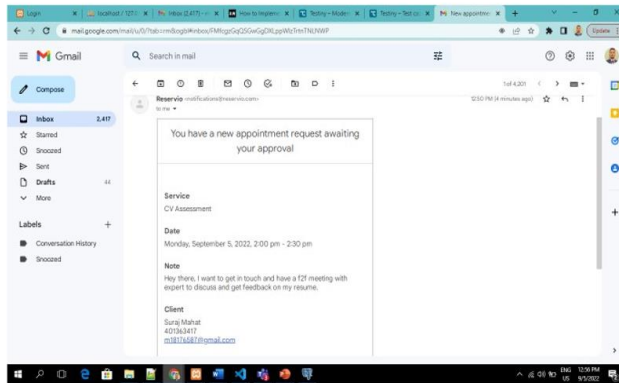 Login
localhost / 127.0
Inbox (2,417) -
How to Implemen
Testiny - Modern
Testiny - Test ca
New appointme
Update
mail.google.com/mail/u/0/?tab=rm&ogbl#inbox/
Gmail
Search in mail
Compose
1 of 4,201
Inbox 2,417
Starred
Snoozed
Sent
Drafts 44
More
Labels
Conversation History
Snoozed
Reservio <notifications@reservio.com>
12:50 PM (4 minutes ago)
to me
You have a new appointment request awaiting
your approval
Service
CV Assessment
Date
Monday, September 5, 2022, 2:00 pm - 2:30 pm
Note
Hey there, I want to get in touch and have a f2f meeting with
expert to discuss and get feedback on my resume.
Client
Suraj Mahat
401363417
m18176587@gmail.com
ENG
US
12:56 PM
9/5/2022